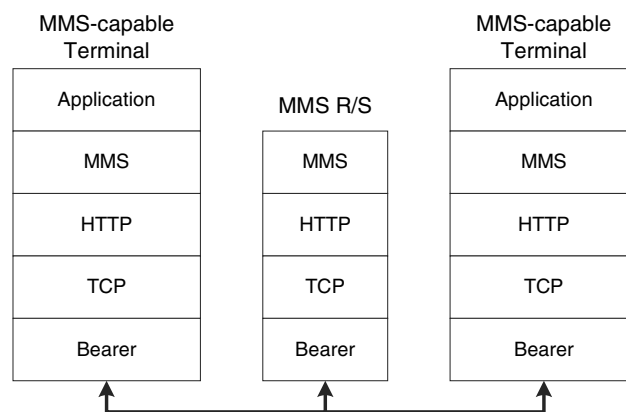 MMS-capable
Terminal
Application
MMS
HTTP
TCP
Bearer
MMS R/S
MMS
HTTP
TCP
Bearer
MMS-capable
Terminal
Application
MMS
HTTP
TCP
Bearer